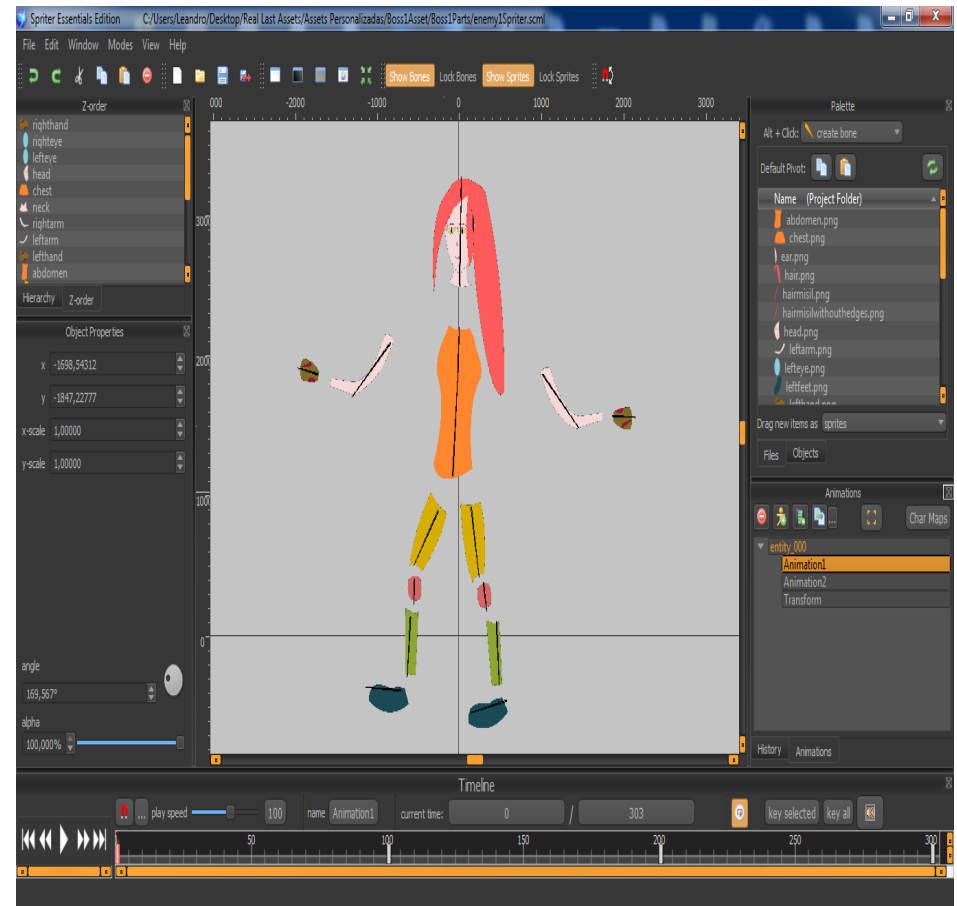 Spriter Essentials Edition C:/Users/Leandro/Desktop/Real Last Assets/Assets Personalizadas/Boss1Asset/Boss1Parts/enemy1Spriter.scml
File Edit Window Modes View Help
Show Bones Lock Bones Show Sprites Lock Sprites
Z-order
righthand
righteye
lefteye
head
chest
neck
rightarm
leftarm
lefthand
abdomen
Hierarchy Z-order
Object Properties
x -1698,54312
y -1847,22777
x-scale 1,00000
y-scale 1,00000
angle
169,567º
alpha
100,000%
000 -2000 -1000 0 1000 2000 3000
300
200
100
0
Palette
Alt + Click: create bone
Default Pivot:
Name (Project Folder)
abdomen.png
chest.png
ear.png
hair.png
hairmisil.png
hairmisilwithouthedges.png
head.png
leftarm.png
lefteye.png
leftfeet.png
lefthand.png
Drag new items as sprites
Files Objects
Animations
... Char Maps
entity_000
Animation1
Animation2
Transform
History Animations
Timeline
... play speed 100 name Animation1 current time: 0 / 303 key selected key all
50 100 150 200 250 300